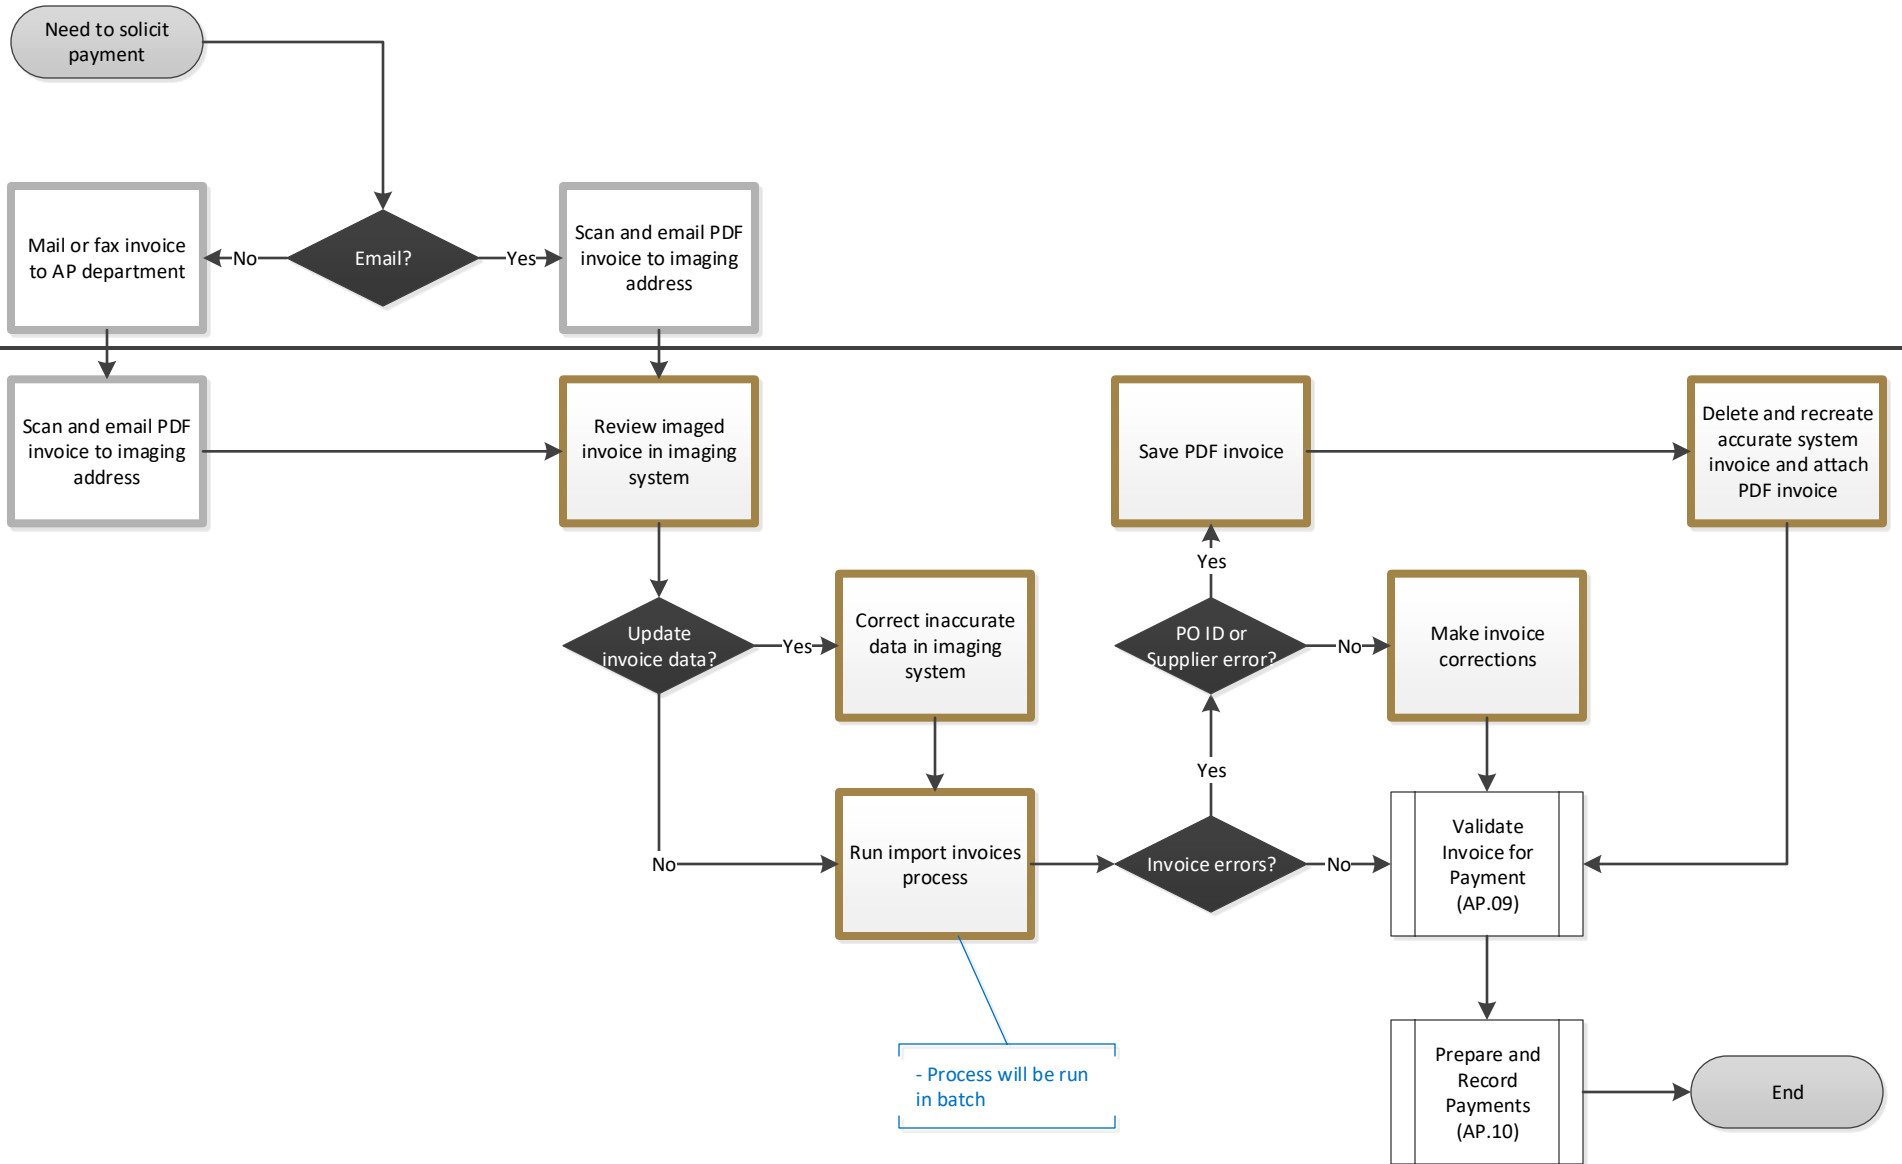 Need to solicit
payment
Mail or fax invoice
to AP department
No
Email?
Yes
Scan and email PDF
invoice to imaging
address
Scan and email PDF
invoice to imaging
address
Review imaged
invoice in imaging
system
Save PDF invoice
Delete and recreate
accurate system
invoice and attach
PDF invoice
Yes
Update
invoice data?
Yes
Correct inaccurate
data in imaging
system
PO ID or
Supplier error?
No
Make invoice
corrections
Yes
No
Run import invoices
process
Invoice errors?
No
Validate
Invoice for
Payment
(AP.09)
- Process will be run
in batch
Prepare and
Record
Payments
(AP.10)
End